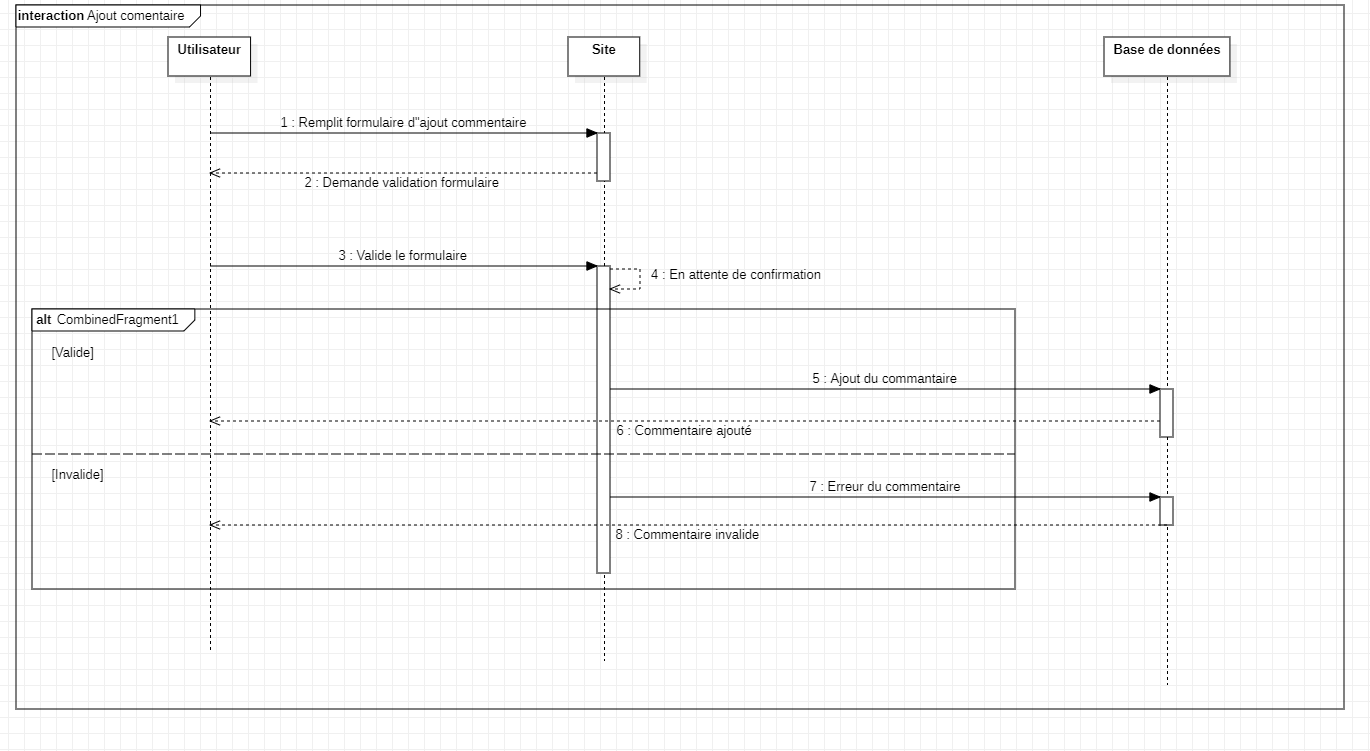 interaction Ajout comentaire
Utilisateur
Site
Base de données
1 : Remplit formulaire d"ajout commentaire
2 : Demande validation formulaire
3 : Valide le formulaire
4 : En attente de confirmation
alt CombinedFragment1
[Valide]
5 : Ajout du commantaire
6 : Commentaire ajouté
[Invalide]
7 : Erreur du commentaire
8 : Commentaire invalide